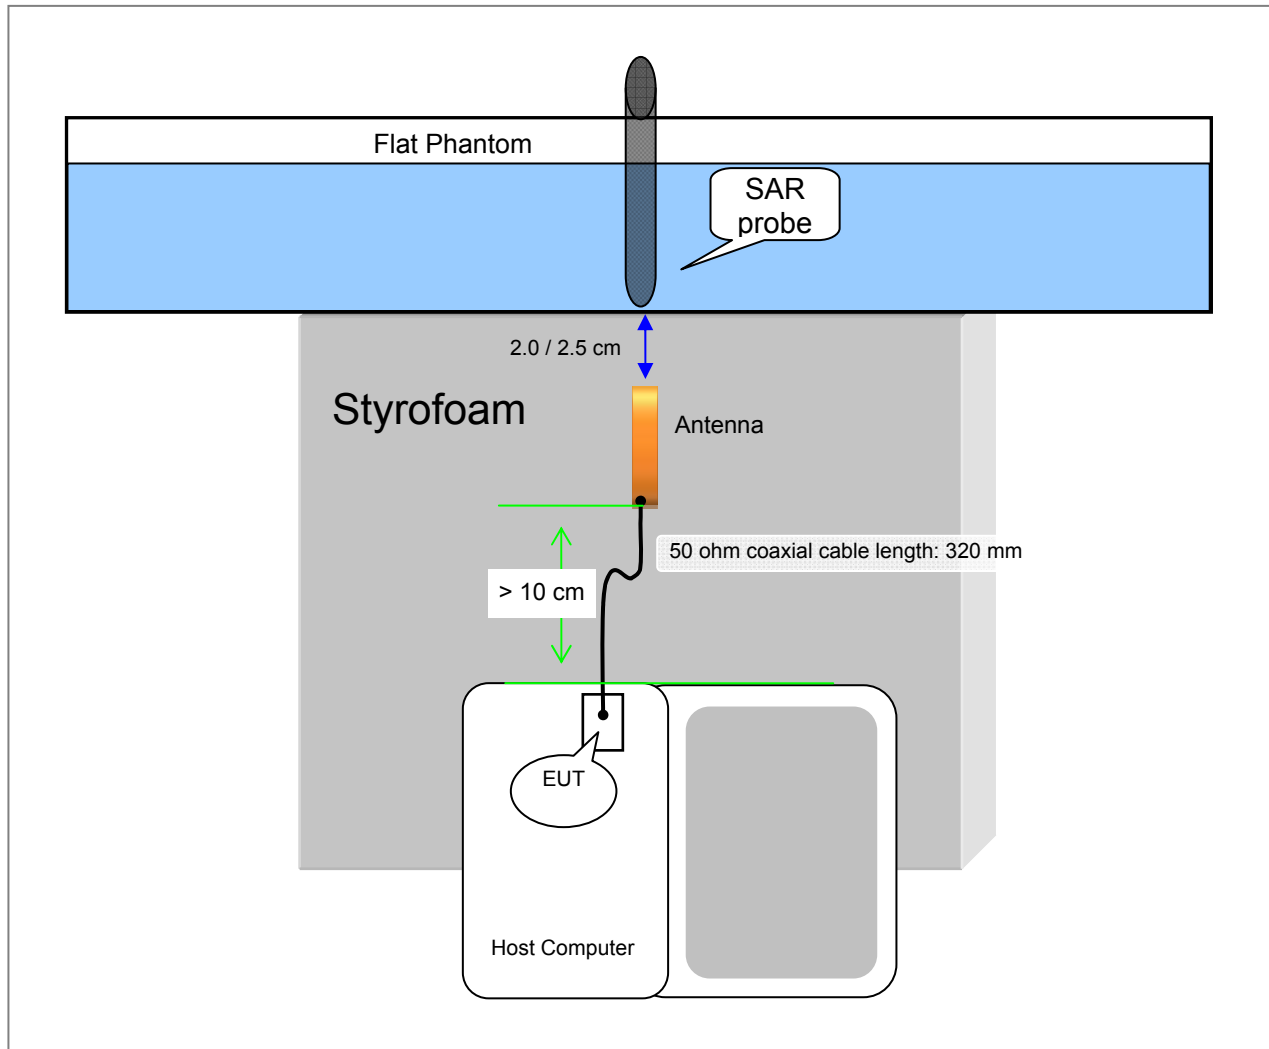 Flat Phantom
SAR
probe
2.0 / 2.5 cm
Styrofoam
Antenna
50 ohm coaxial cable length: 320 mm
> 10 cm
EUT
Host Computer